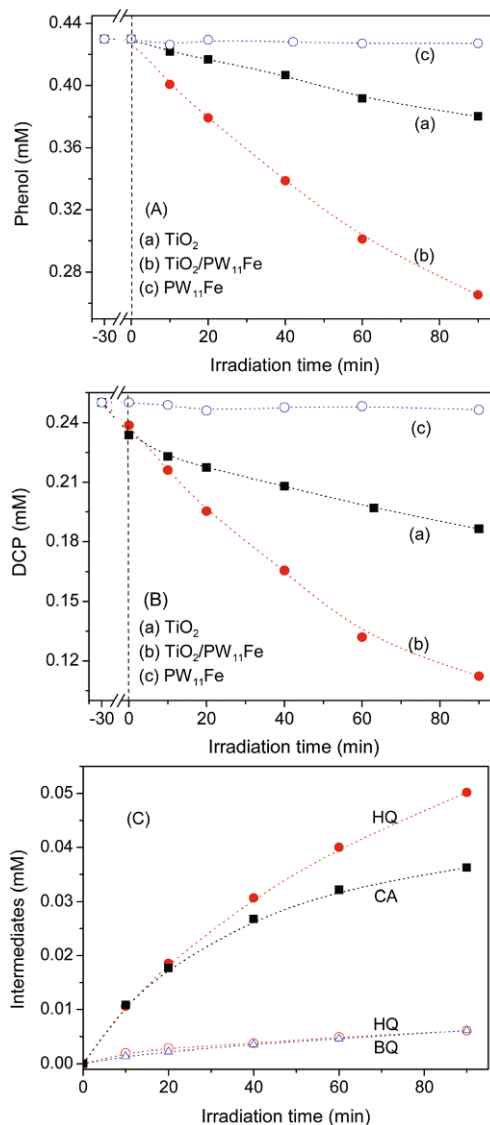 0.44
0.40
0.36
0.32
0.28
Phenol (mM)
(c)
(a)
(b)
(A)
(a) TiO₂
(b) TiO₂/PW₁₁Fe
(c) PW₁₁Fe
-30 0 20 40 60 80
Irradiation time (min)
0.24
0.21
0.18
0.15
0.12
DCP (mM)
(c)
(a)
(b)
(B)
(a) TiO₂
(b) TiO₂/PW₁₁Fe
(c) PW₁₁Fe
-30 0 20 40 60 80
Irradiation time (min)
0.05
0.04
0.03
0.02
0.01
0.00
Intermediates (mM)
(C)
HQ
CA
HQ
BQ
0 20 40 60 80
Irradiation time (min)